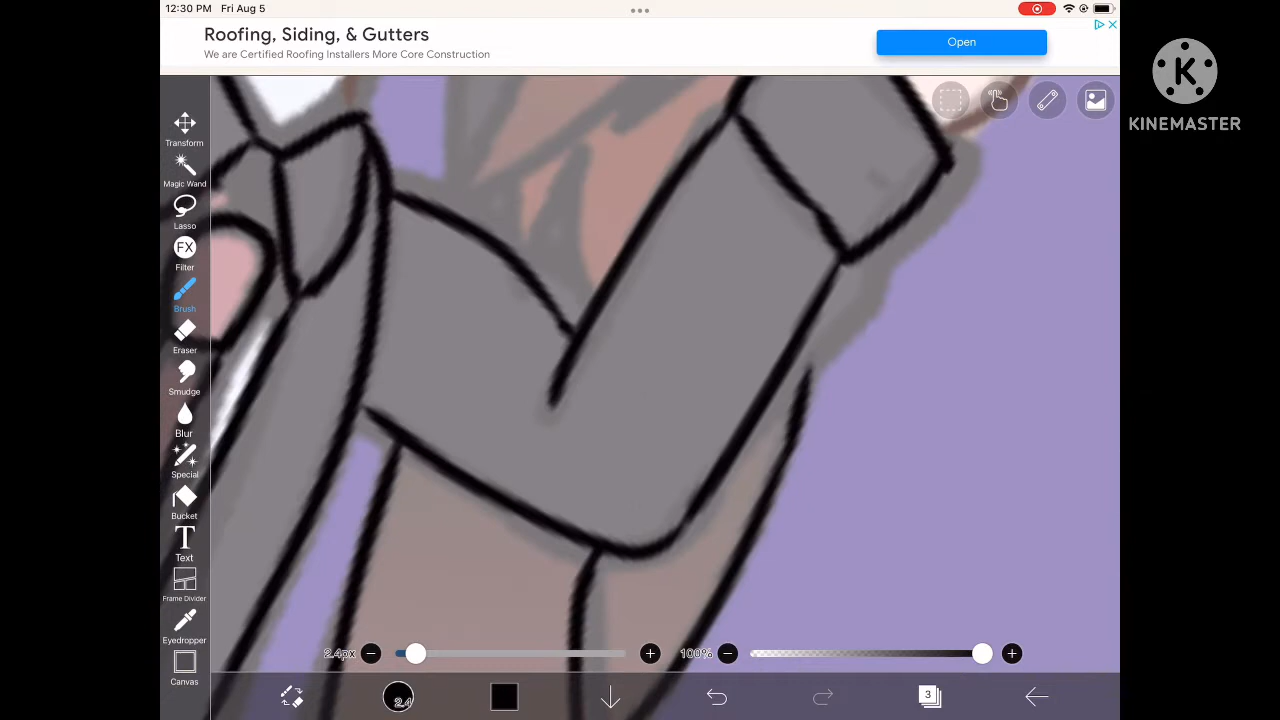 12:30 PM Fri Aug 5
Roofing, Siding, & Gutters
We are Certified Roofing Installers More Core Construction
Open
K
KINEMASTER
Transform
Magic Wand
Lasso
FX
Filter
Brush
Eraser
Smudge
Blur
Special
Bucket
T
Text
Frame Divider
Eyedropper
Canvas
2.4px
100%
2.4
3